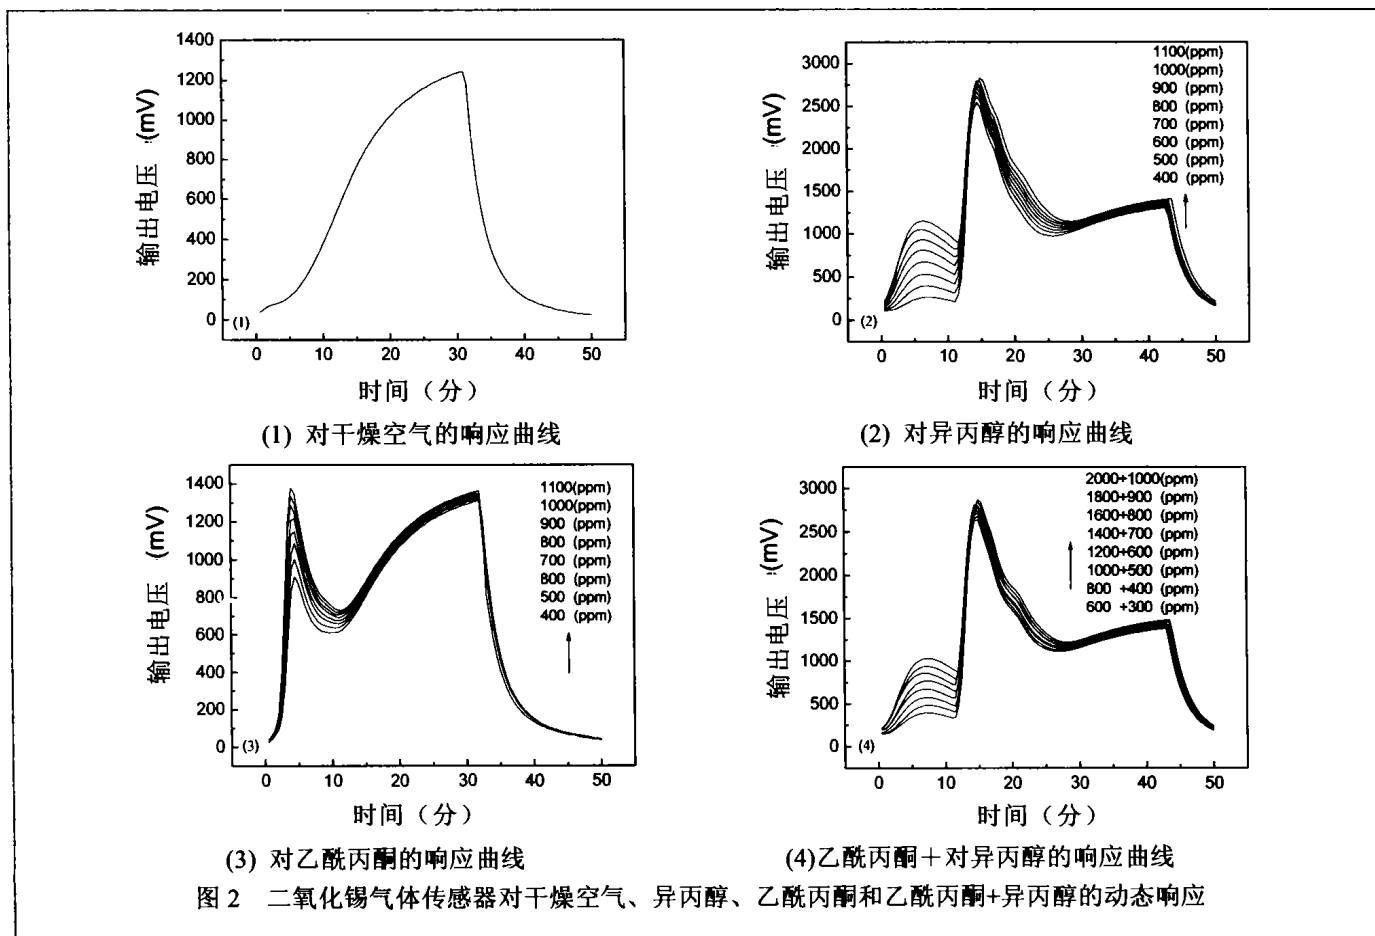 1400
1200
1000
800
600
400
200
0
输出电压 (mV)
(1)
0 10 20 30 40 50
时间（分）
(1) 对干燥空气的响应曲线
3000
2500
2000
1500
1000
500
0
输出电压 (mV)
1100(ppm)
1000(ppm)
900 (ppm)
800 (ppm)
700 (ppm)
600 (ppm)
500 (ppm)
400 (ppm)
(2)
0 10 20 30 40 50
时间（分）
(2) 对异丙醇的响应曲线
1400
1200
1000
800
600
400
200
0
输出电压 (mV)
1100(ppm)
1000(ppm)
900 (ppm)
800 (ppm)
700 (ppm)
800 (ppm)
500 (ppm)
400 (ppm)
(3)
0 10 20 30 40 50
时间（分）
(3) 对乙酰丙酮的响应曲线
3000
2500
2000
1500
1000
500
0
输出电压 (mV)
2000+1000(ppm)
1800+900 (ppm)
1600+800 (ppm)
1400+700 (ppm)
1200+600 (ppm)
1000+500 (ppm)
800 +400 (ppm)
600 +300 (ppm)
(4)
0 10 20 30 40 50
时间（分）
(4)乙酰丙酮＋对异丙醇的响应曲线
图 2 二氧化锡气体传感器对干燥空气、异丙醇、乙酰丙酮和乙酰丙酮+异丙醇的动态响应